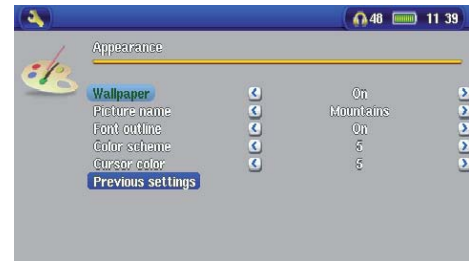 48 11 39
Appearance
Wallpaper On
Picture name Mountains
Font outline On
Color scheme 5
Cursor color 5
Previous settings